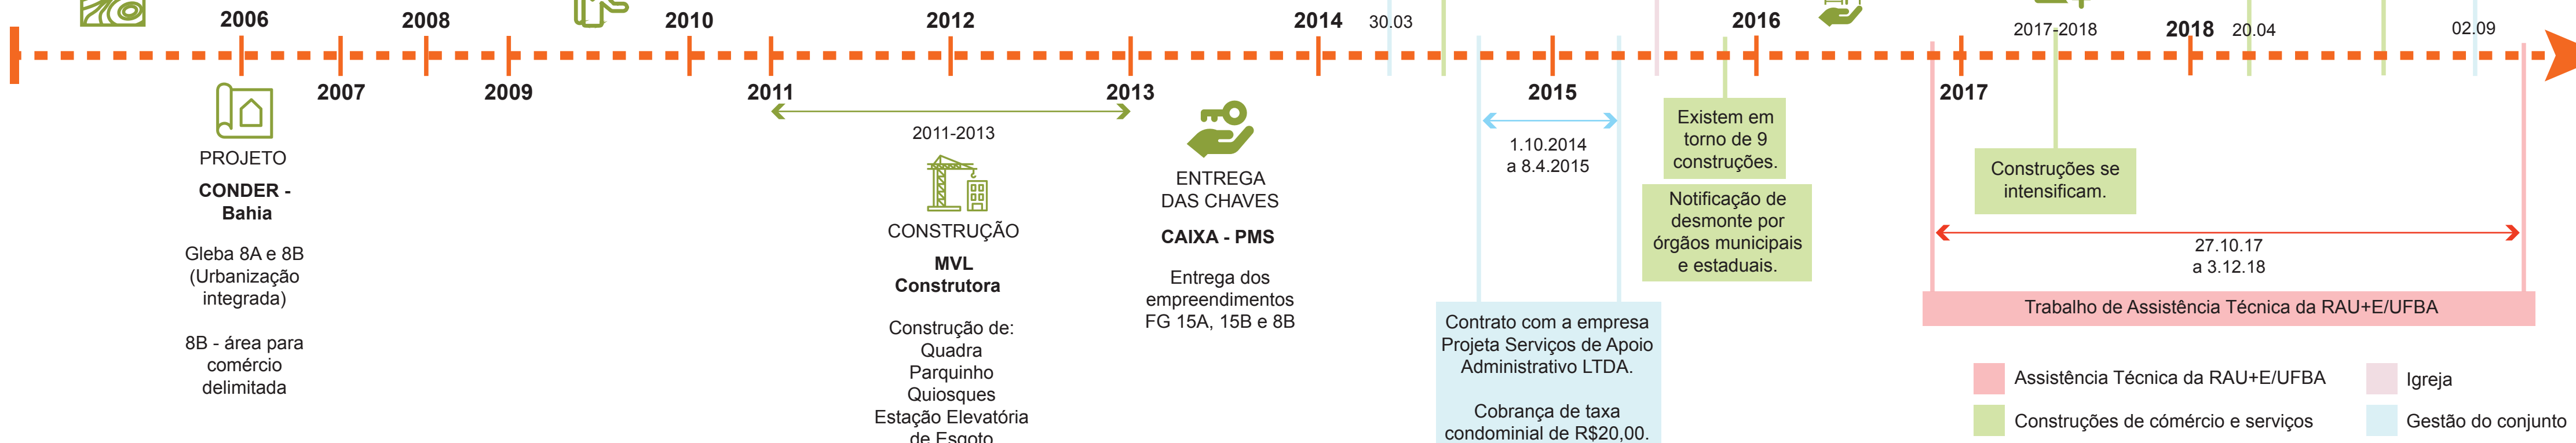 2006
2008
2010
2012
2014
30.03
2016
2017-2018
2018
20.04
02.09
2007
2009
2011
2013
2015
2017
PROJETO
CONDER -
Bahia
Gleba 8A e 8B
(Urbanização
integrada)
8B - área para
comércio
delimitada
2011-2013
CONSTRUÇÃO
MVL
Construtora
Construção de:
Quadra
Parquinho
Quiosques
Estação Elevatória
de Esgoto
ENTREGA
DAS CHAVES
CAIXA - PMS
Entrega dos
empreendimentos
FG 15A, 15B e 8B
1.10.2014
a 8.4.2015
Contrato com a empresa
Projeta Serviços de Apoio
Administrativo LTDA.
Cobrança de taxa
condominial de R$20,00.
Existem em
torno de 9
construções.
Notificação de
desmonte por
órgãos municipais
e estaduais.
Construções se
intensificam.
27.10.17
a 3.12.18
Trabalho de Assistência Técnica da RAU+E/UFBA
Assistência Técnica da RAU+E/UFBA
Igreja
Construções de cómércio e serviços
Gestão do conjunto